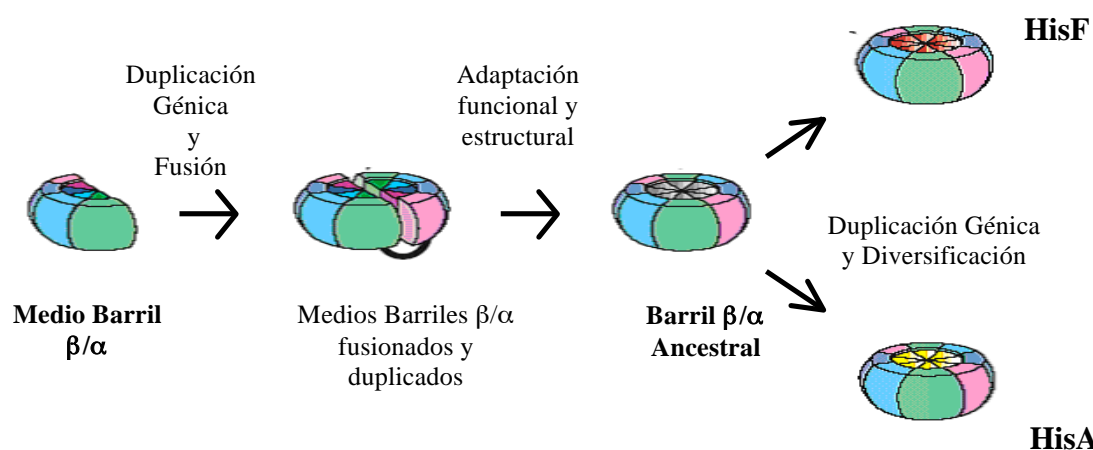 Duplicación
Génica
y
Fusión
Adaptación
funcional y
estructural
HisF
Duplicación Génica
y Diversificación
Medio Barril
β/α
Medios Barriles β/α
fusionados y
duplicados
Barril β/α
Ancestral
HisA